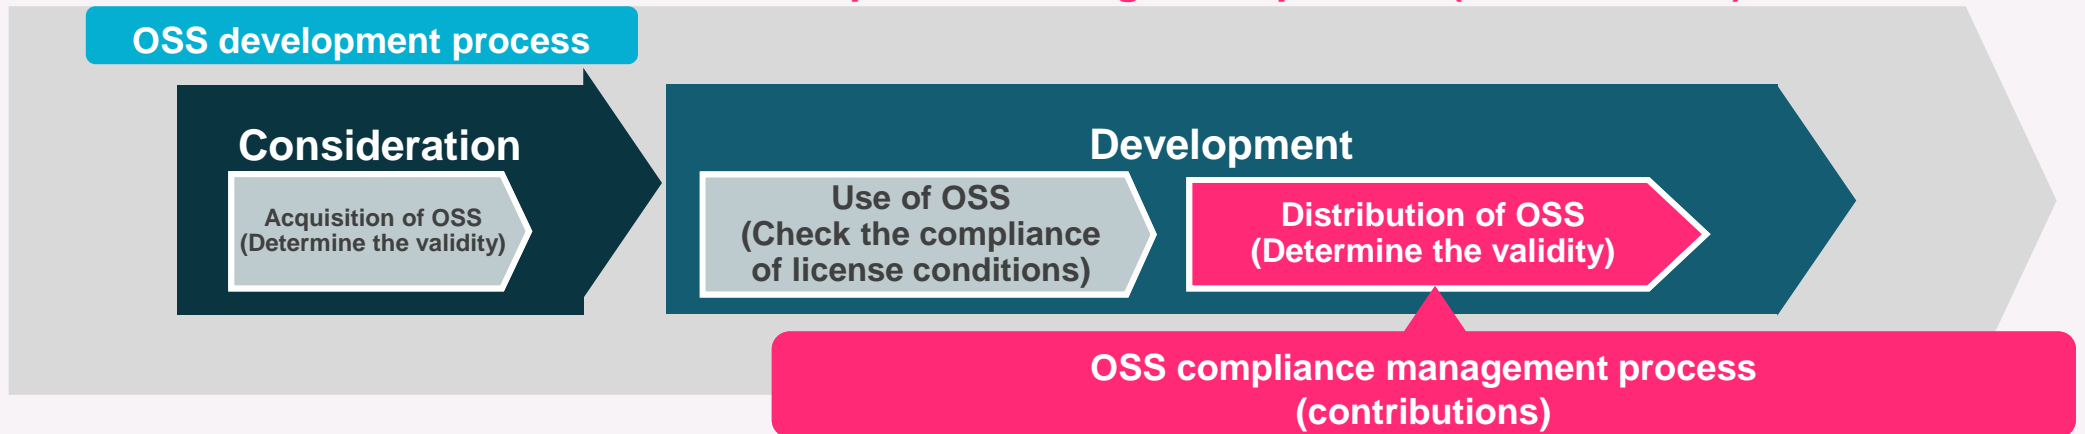 OSS development process
Consideration
Acquisition of OSS
(Determine the validity)
Development
Use of OSS
(Check the compliance
of license conditions)
Distribution of OSS
(Determine the validity)
OSS compliance management process
(contributions)